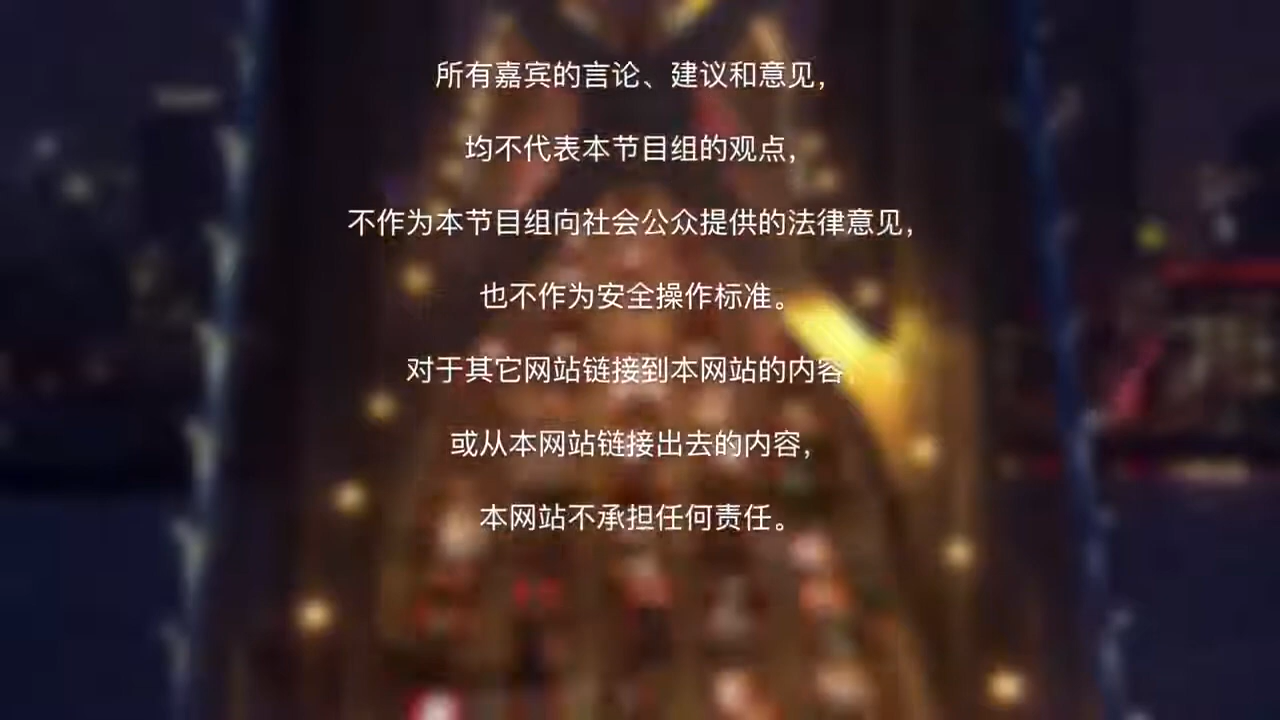 所有嘉宾的言论、建议和意见，
均不代表本节目组的观点，
不作为本节目组向社会公众提供的法律意见，
也不作为安全操作标准。
对于其它网站链接到本网站的内容，
或从本网站链接出去的内容，
本网站不承担任何责任。